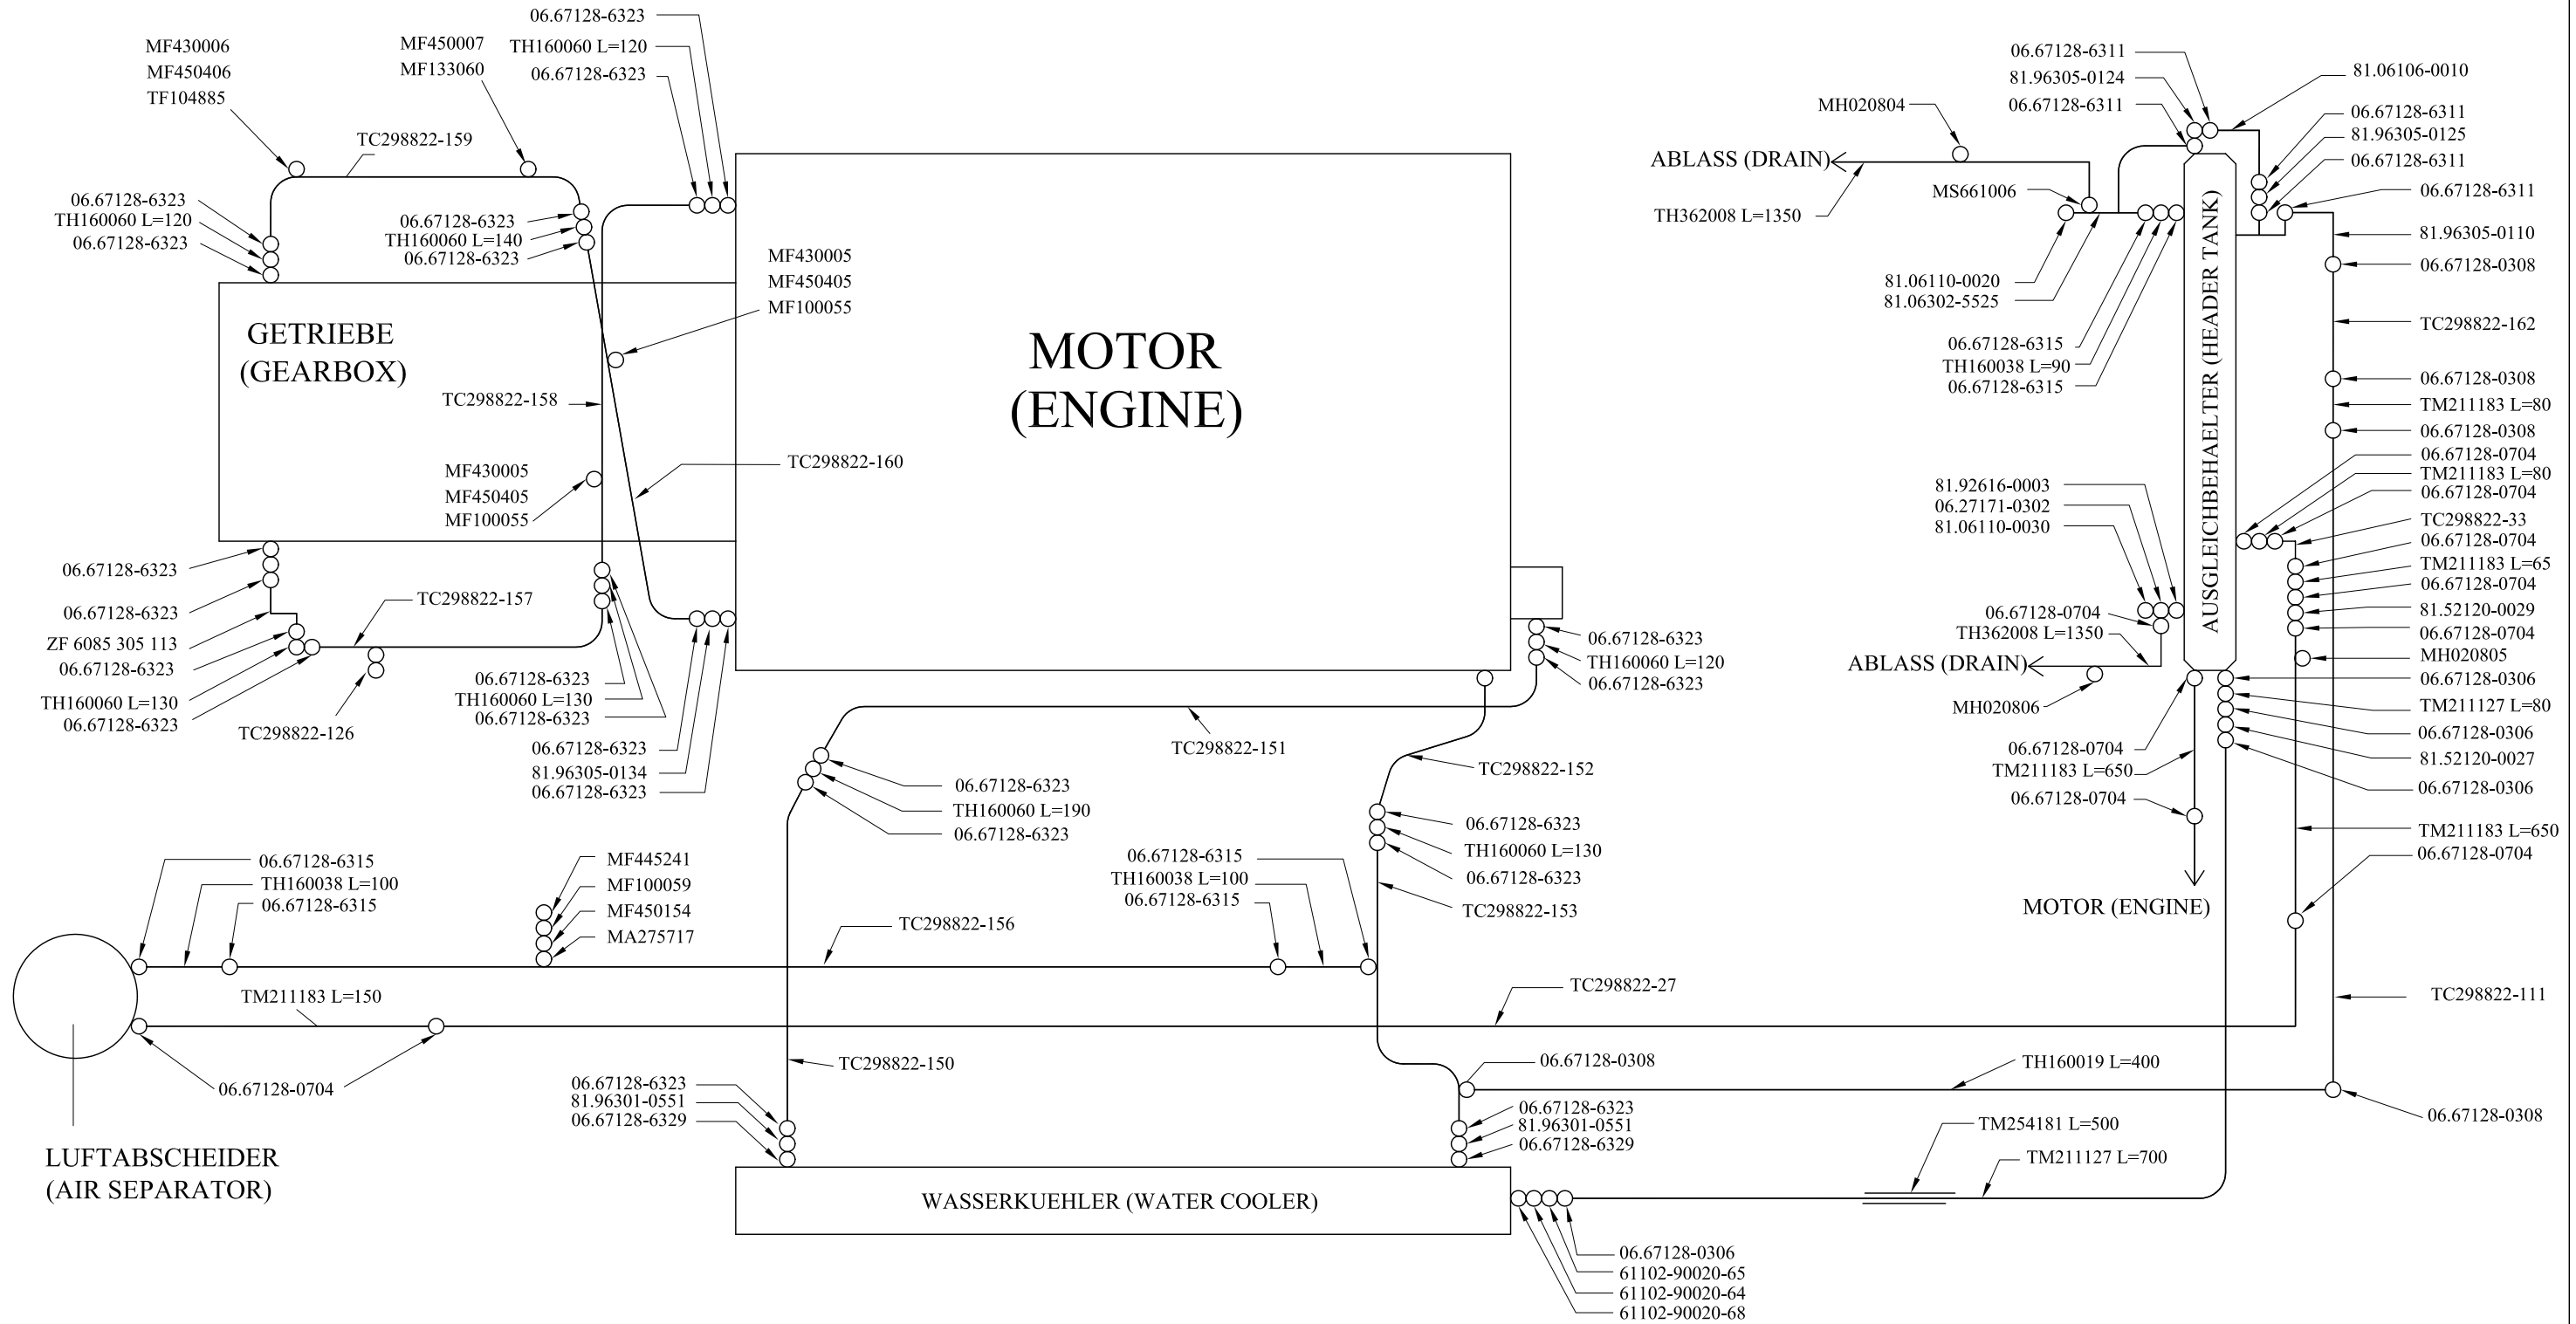 06.67128-6323
TH160060 L=120
06.67128-6323
MF430006
MF450406
TF104885
MF450007
MF133060
TC298822-159
06.67128-6323
TH160060 L=120
06.67128-6323
06.67128-6323
TH160060 L=140
06.67128-6323
GETRIEBE
(GEARBOX)
MF430005
MF450405
MF100055
MOTOR
(ENGINE)
TC298822-158
TC298822-160
MF430005
MF450405
MF100055
06.67128-6323
06.67128-6323
ZF 6085 305 113
06.67128-6323
TH160060 L=130
06.67128-6323
TC298822-157
TC298822-126
06.67128-6323
TH160060 L=130
06.67128-6323
06.67128-6323
81.96305-0134
06.67128-6323
06.67128-6323
TH160060 L=120
06.67128-6323
TC298822-151
TC298822-152
06.67128-6323
TH160060 L=190
06.67128-6323
06.67128-6323
TH160060 L=130
06.67128-6323
TC298822-153
06.67128-6315
TH160038 L=100
06.67128-6315
MF445241
MF100059
MF450154
MA275717
06.67128-6315
TH160038 L=100
06.67128-6315
TC298822-156
TM211183 L=150
06.67128-0704
TC298822-27
TC298822-150
LUFTABSCHEIDER
(AIR SEPARATOR)
06.67128-6323
81.96301-0551
06.67128-6329
06.67128-0308
TH160019 L=400
06.67128-6323
81.96301-0551
06.67128-6329
WASSERKUEHLER (WATER COOLER)
TM254181 L=500
TM211127 L=700
06.67128-0306
61102-90020-65
61102-90020-64
61102-90020-68
06.67128-6311
81.96305-0124
06.67128-6311
MH020804
ABLASS (DRAIN)
TH362008 L=1350
MS661006
81.06110-0020
81.06302-5525
06.67128-6315
TH160038 L=90
06.67128-6315
AUSGLEICHBEHAELTER (HEADER TANK)
81.92616-0003
06.27171-0302
81.06110-0030
06.67128-0704
TH362008 L=1350
ABLASS (DRAIN)
MH020806
06.67128-0704
TM211183 L=650
06.67128-0704
MOTOR (ENGINE)
81.06106-0010
06.67128-6311
81.96305-0125
06.67128-6311
06.67128-6311
81.96305-0110
06.67128-0308
TC298822-162
06.67128-0308
TM211183 L=80
06.67128-0308
06.67128-0704
TM211183 L=80
06.67128-0704
TC298822-33
06.67128-0704
TM211183 L=65
06.67128-0704
81.52120-0029
06.67128-0704
MH020805
06.67128-0306
TM211127 L=80
06.67128-0306
81.52120-0027
06.67128-0306
TM211183 L=650
06.67128-0704
TC298822-111
06.67128-0308